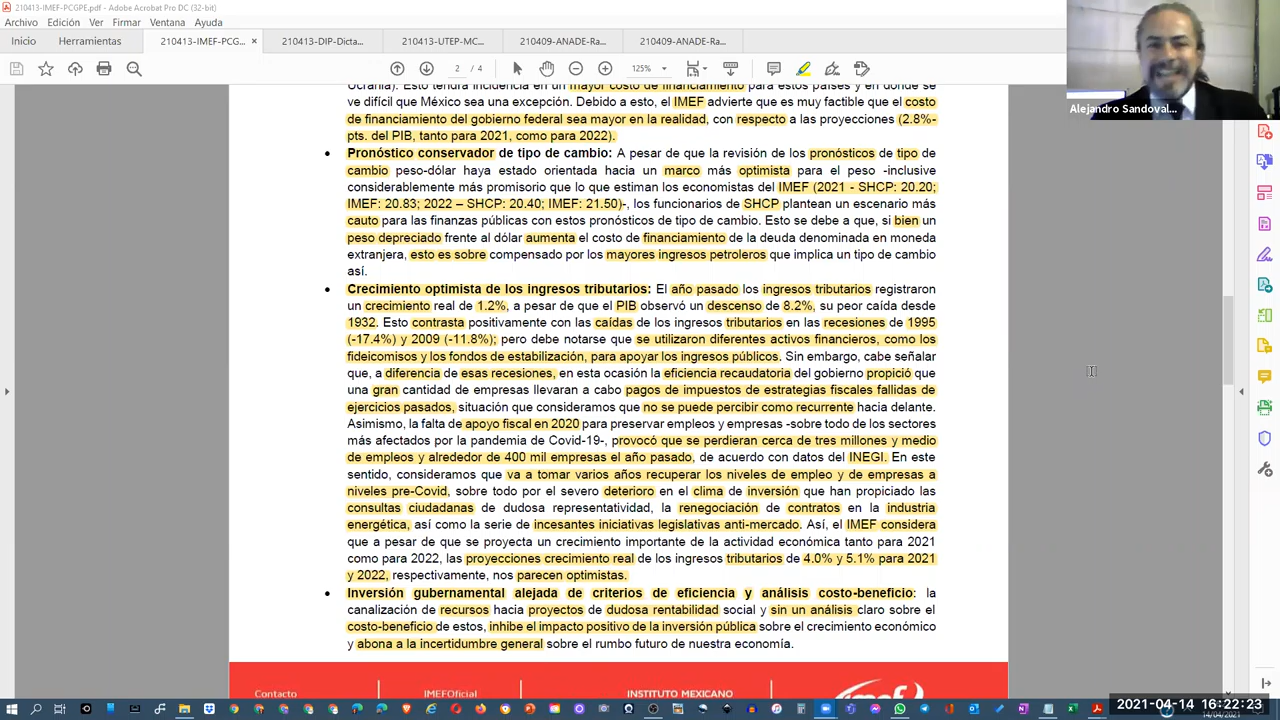 210413-IMEF-PCGPE.pdf - Adobe Acrobat Pro DC (32-bit)
Archivo Edición Ver Firmar Ventana Ayuda
Inicio Herramientas 210413-IMEF-PCG... × 210413-DIP-Dicta... 210413-UTEP-MC... 210409-ANADE-Ra... 210409-ANADE-Ra...
2 / 4 125%
Alejandro Sandoval...
Ucrania). Esto tendrá incidencia en un mayor costo de financiamiento para estos países y en donde se
ve difícil que México sea una excepción. Debido a esto, el IMEF advierte que es muy factible que el costo
de financiamiento del gobierno federal sea mayor en la realidad, con respecto a las proyecciones (2.8%-
pts. del PIB, tanto para 2021, como para 2022).
• Pronóstico conservador de tipo de cambio: A pesar de que la revisión de los pronósticos de tipo de
cambio peso-dólar haya estado orientada hacia un marco más optimista para el peso -inclusive
considerablemente más promisorio que lo que estiman los economistas del IMEF (2021 - SHCP: 20.20;
IMEF: 20.83; 2022 – SHCP: 20.40; IMEF: 21.50)-, los funcionarios de SHCP plantean un escenario más
cauto para las finanzas públicas con estos pronósticos de tipo de cambio. Esto se debe a que, si bien un
peso depreciado frente al dólar aumenta el costo de financiamiento de la deuda denominada en moneda
extranjera, esto es sobre compensado por los mayores ingresos petroleros que implica un tipo de cambio
así.
• Crecimiento optimista de los ingresos tributarios: El año pasado los ingresos tributarios registraron
un crecimiento real de 1.2%, a pesar de que el PIB observó un descenso de 8.2%, su peor caída desde
1932. Esto contrasta positivamente con las caídas de los ingresos tributarios en las recesiones de 1995
(-17.4%) y 2009 (-11.8%); pero debe notarse que se utilizaron diferentes activos financieros, como los
fideicomisos y los fondos de estabilización, para apoyar los ingresos públicos. Sin embargo, cabe señalar
que, a diferencia de esas recesiones, en esta ocasión la eficiencia recaudatoria del gobierno propició que
una gran cantidad de empresas llevaran a cabo pagos de impuestos de estrategias fiscales fallidas de
ejercicios pasados, situación que consideramos que no se puede percibir como recurrente hacia delante.
Asimismo, la falta de apoyo fiscal en 2020 para preservar empleos y empresas -sobre todo de los sectores
más afectados por la pandemia de Covid-19-, provocó que se perdieran cerca de tres millones y medio
de empleos y alrededor de 400 mil empresas el año pasado, de acuerdo con datos del INEGI. En este
sentido, consideramos que va a tomar varios años recuperar los niveles de empleo y de empresas a
niveles pre-Covid, sobre todo por el severo deterioro en el clima de inversión que han propiciado las
consultas ciudadanas de dudosa representatividad, la renegociación de contratos en la industria
energética, así como la serie de incesantes iniciativas legislativas anti-mercado. Así, el IMEF considera
que a pesar de que se proyecta un crecimiento importante de la actividad económica tanto para 2021
como para 2022, las proyecciones crecimiento real de los ingresos tributarios de 4.0% y 5.1% para 2021
y 2022, respectivamente, nos parecen optimistas.
• Inversión gubernamental alejada de criterios de eficiencia y análisis costo-beneficio: la
canalización de recursos hacia proyectos de dudosa rentabilidad social y sin un análisis claro sobre el
costo-beneficio de estos, inhibe el impacto positivo de la inversión pública sobre el crecimiento económico
y abona a la incertidumbre general sobre el rumbo futuro de nuestra economía.
Contacto IMEFOficial INSTITUTO MEXICANO imef
2021-04-14 16:22:23
14/04/2021